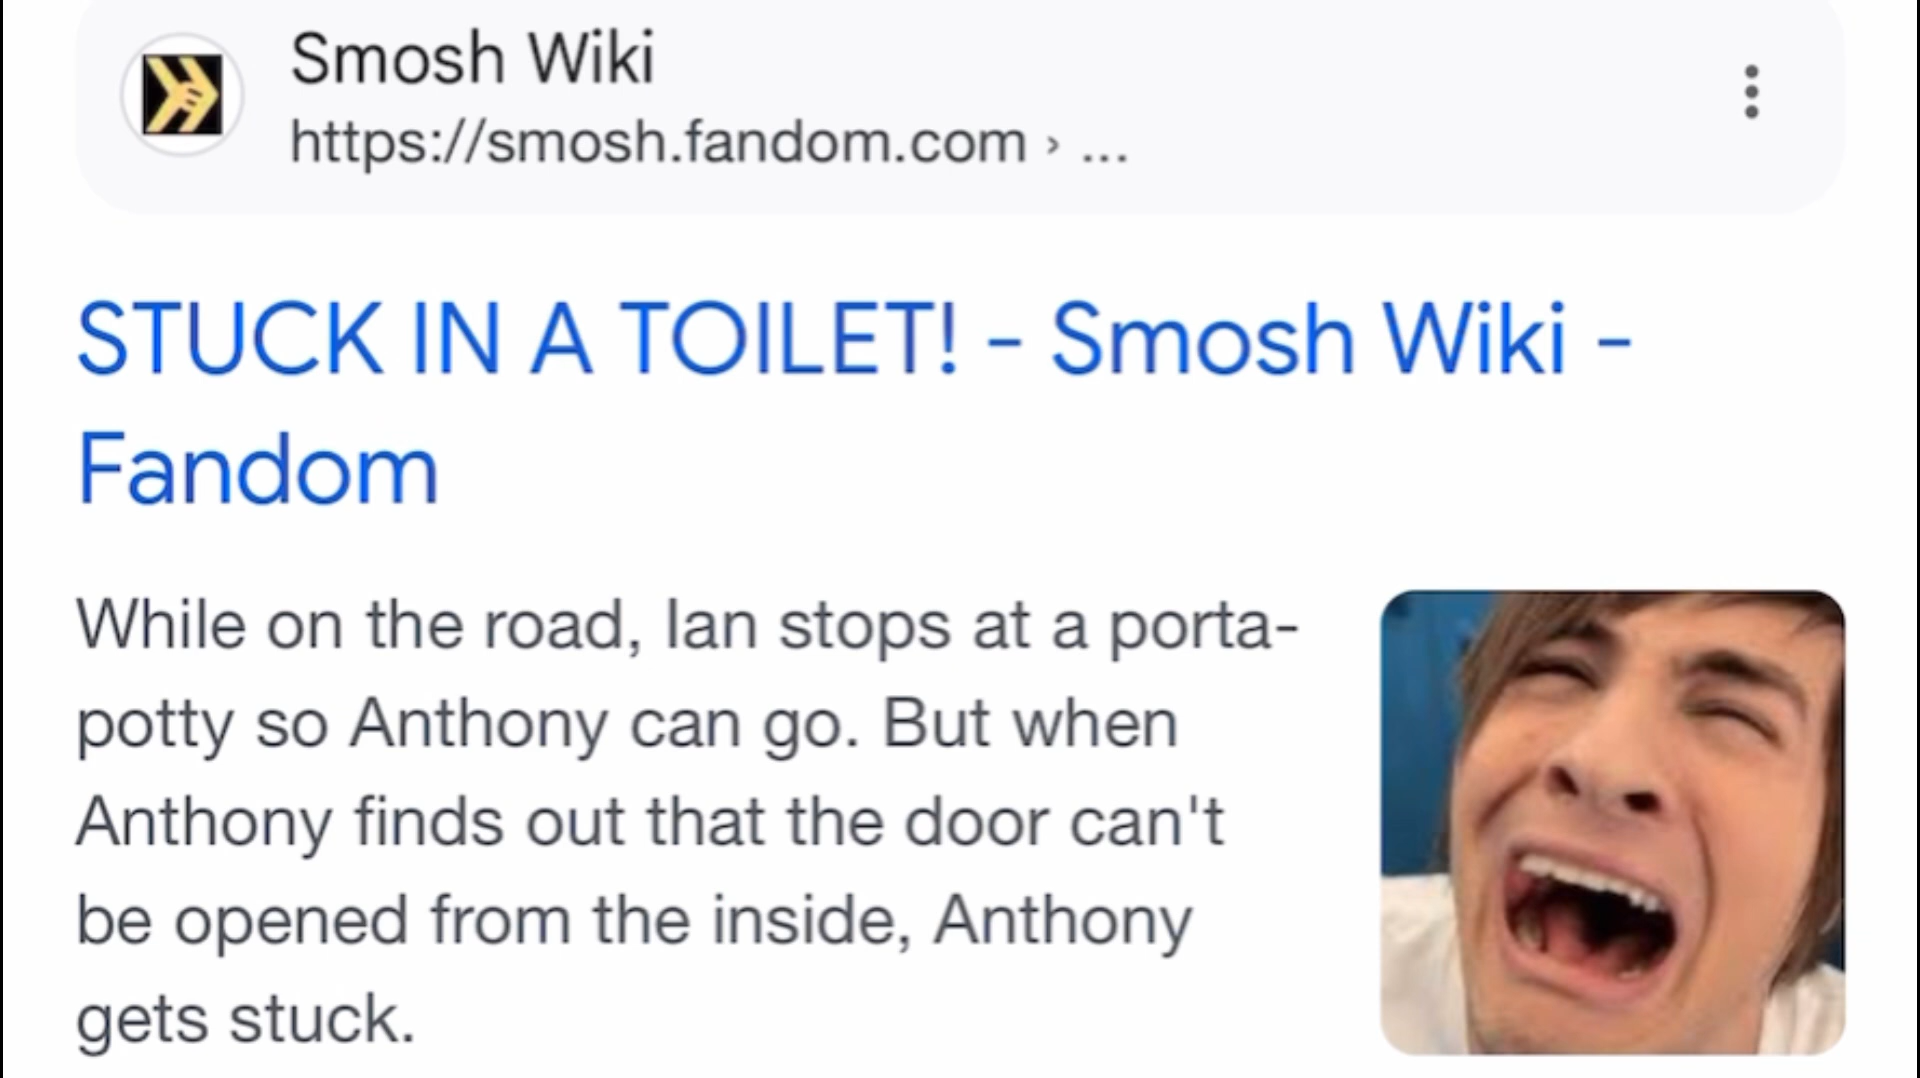 Smosh Wiki
https://smosh.fandom.com › ...
STUCK IN A TOILET! - Smosh Wiki -
Fandom
While on the road, Ian stops at a porta-
potty so Anthony can go. But when
Anthony finds out that the door can't
be opened from the inside, Anthony
gets stuck.